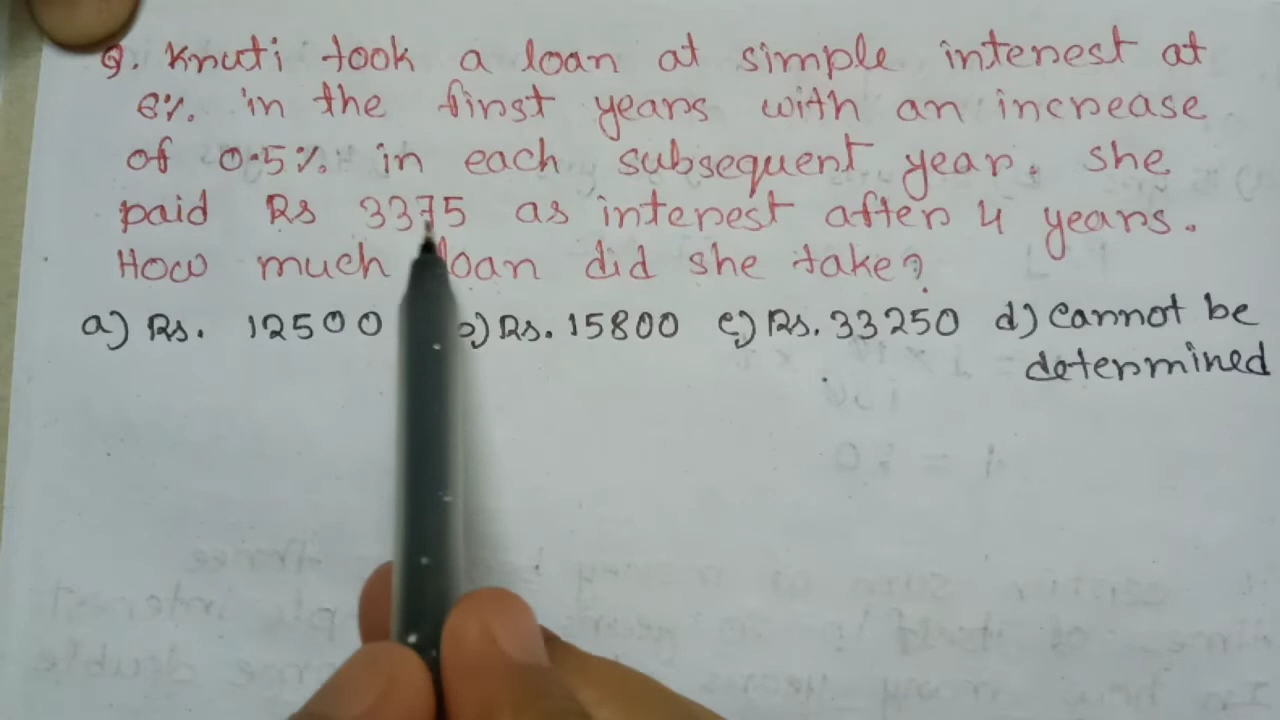 Q. Kruti took a loan at simple interest at
6% in the first years with an increase
of 0.5% in each subsequent year. She
paid Rs 3375 as interest after 4 years.
How much loan did she take?
a) Rs. 12500 b) Rs. 15800 c) Rs. 33250 d) cannot be
determined